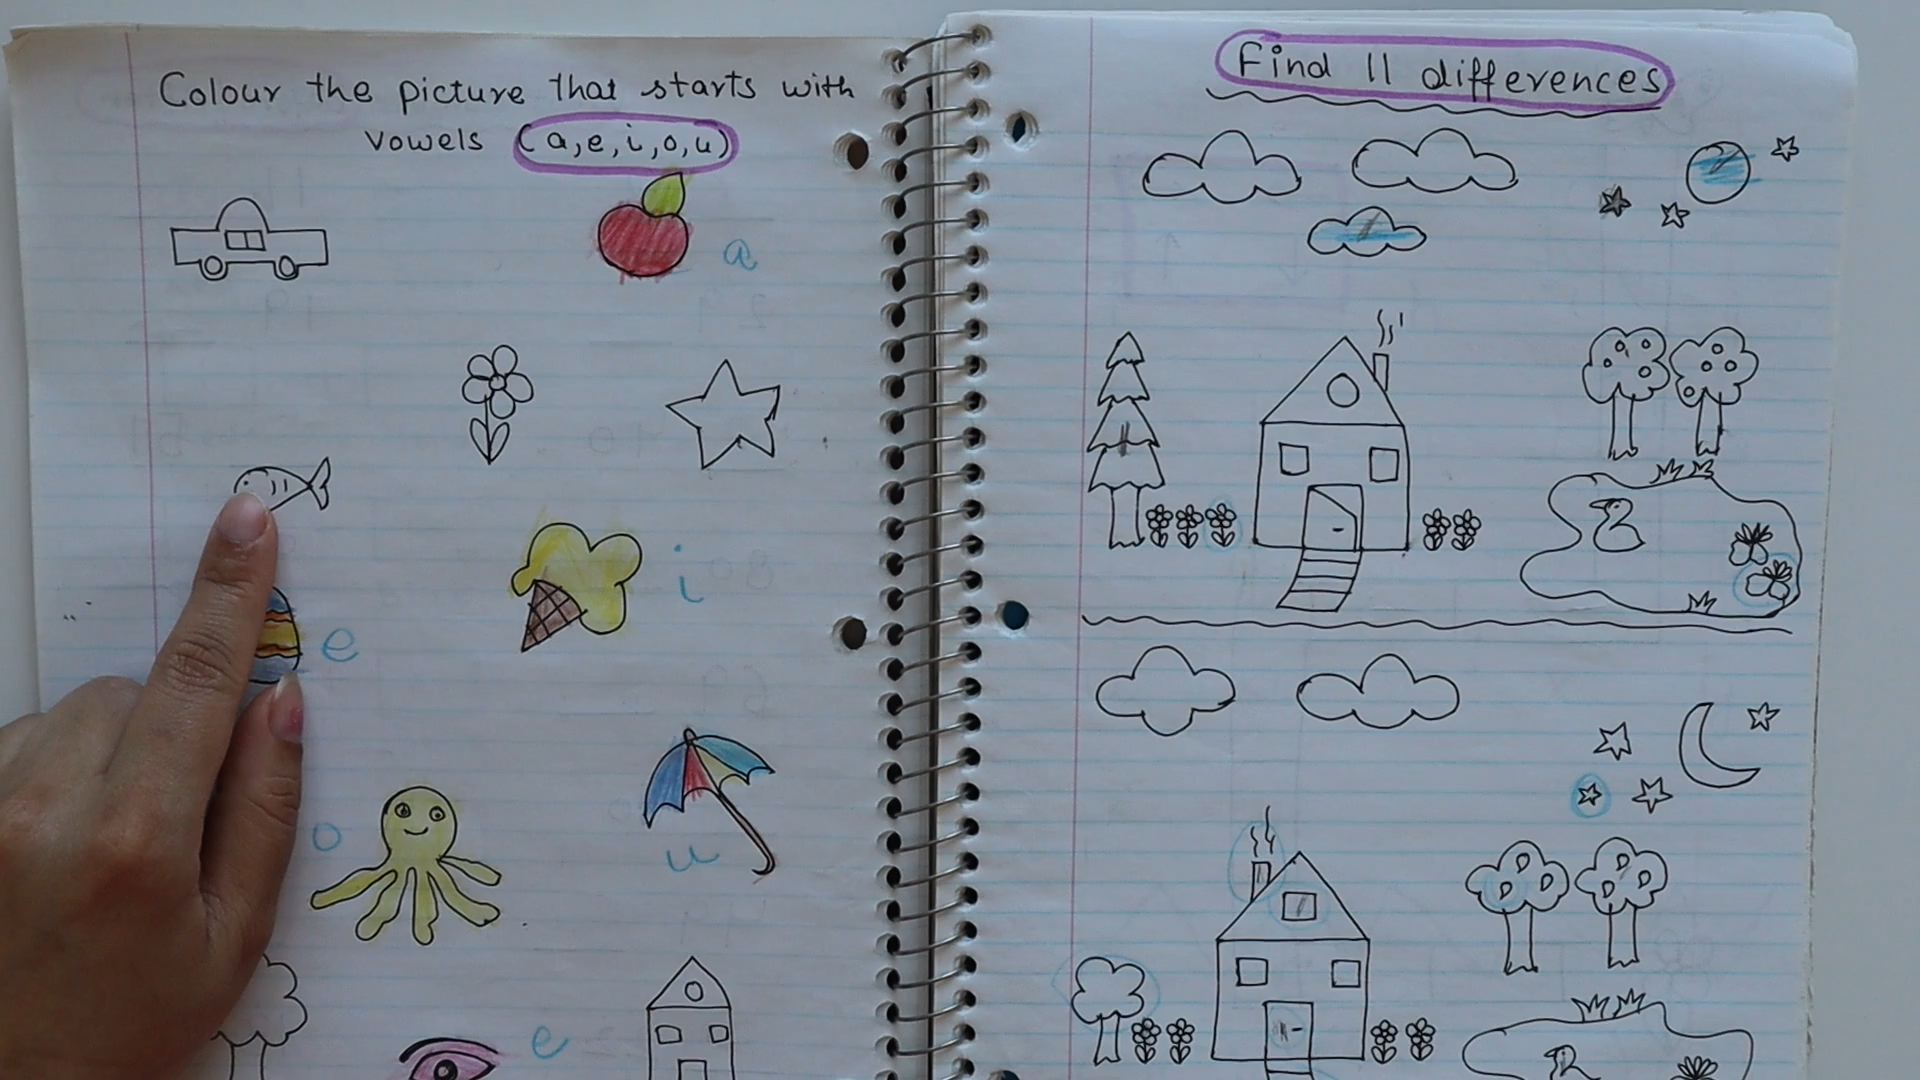 Colour the picture that starts with
vowels (a,e,i,o,u)
a
i
e
o
u
e
Find 11 differences